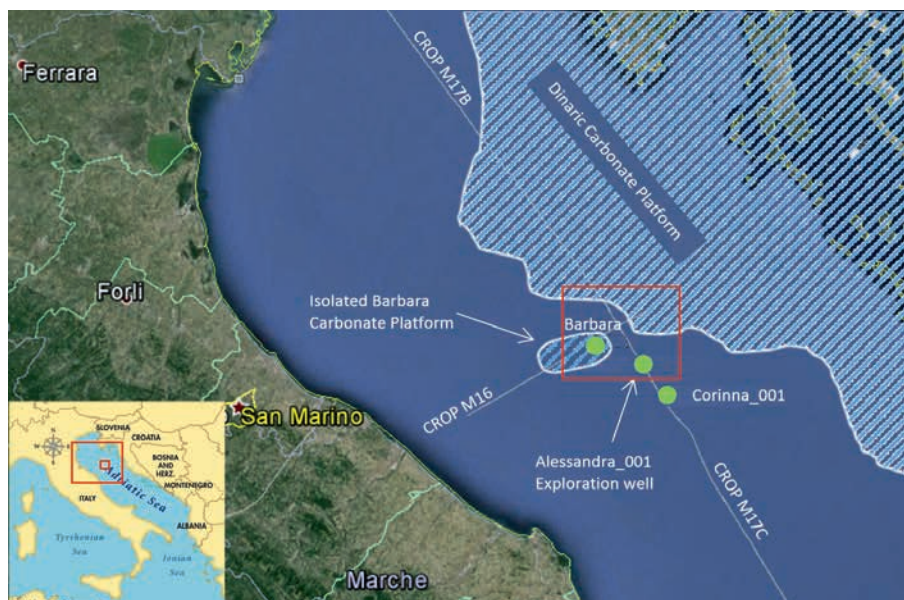 Ferrara
CROP M17B
Dinaric Carbonate Platform
Forli
Isolated Barbara
Carbonate Platform
Barbara
CROP M16
Corinna_001
San Marino
Alessandra_001
Exploration well
CROP M17C
Marche
SLOVENIA
CROATIA
N
W
E
S
BOSNIA
AND
HERZ.
MONTENEGRO
Adriatic Sea
ITALY
ALBANIA
Tyrrhenian
Sea
Ionian
Sea